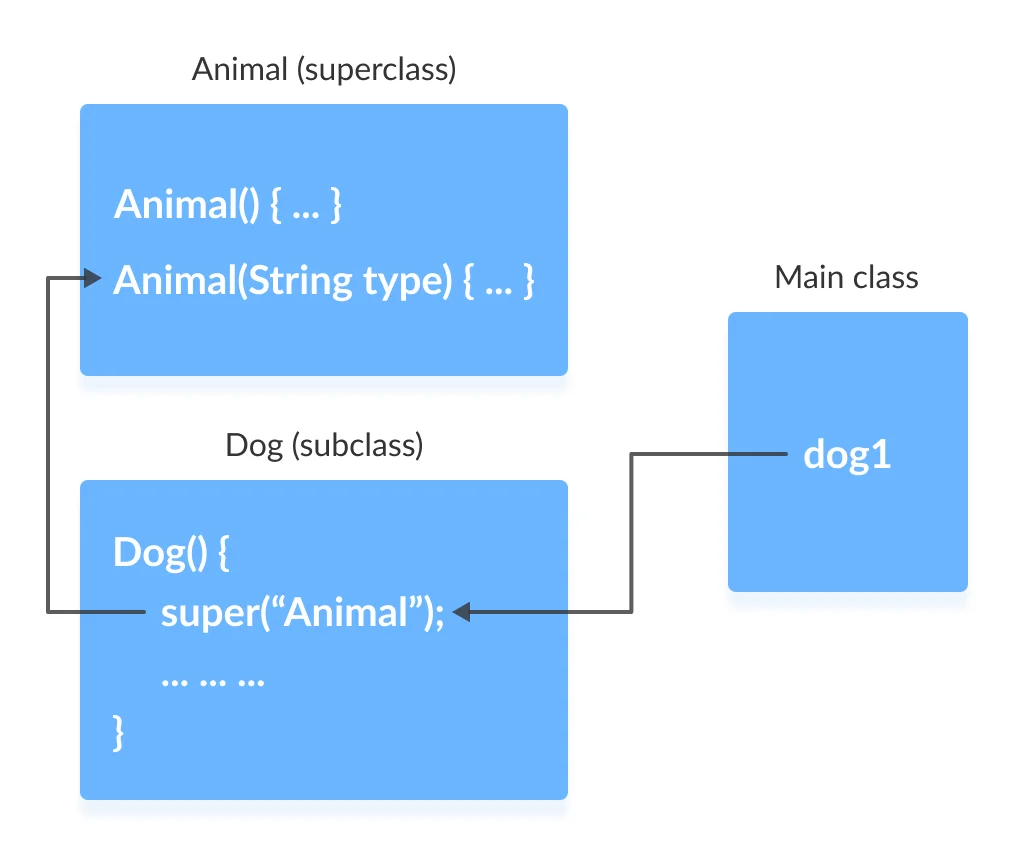 Animal (superclass)
Animal() { ... }
Animal(String type) { ... }
Main class
dog1
Dog (subclass)
Dog() {
super(“Animal”);
... ... ...
}